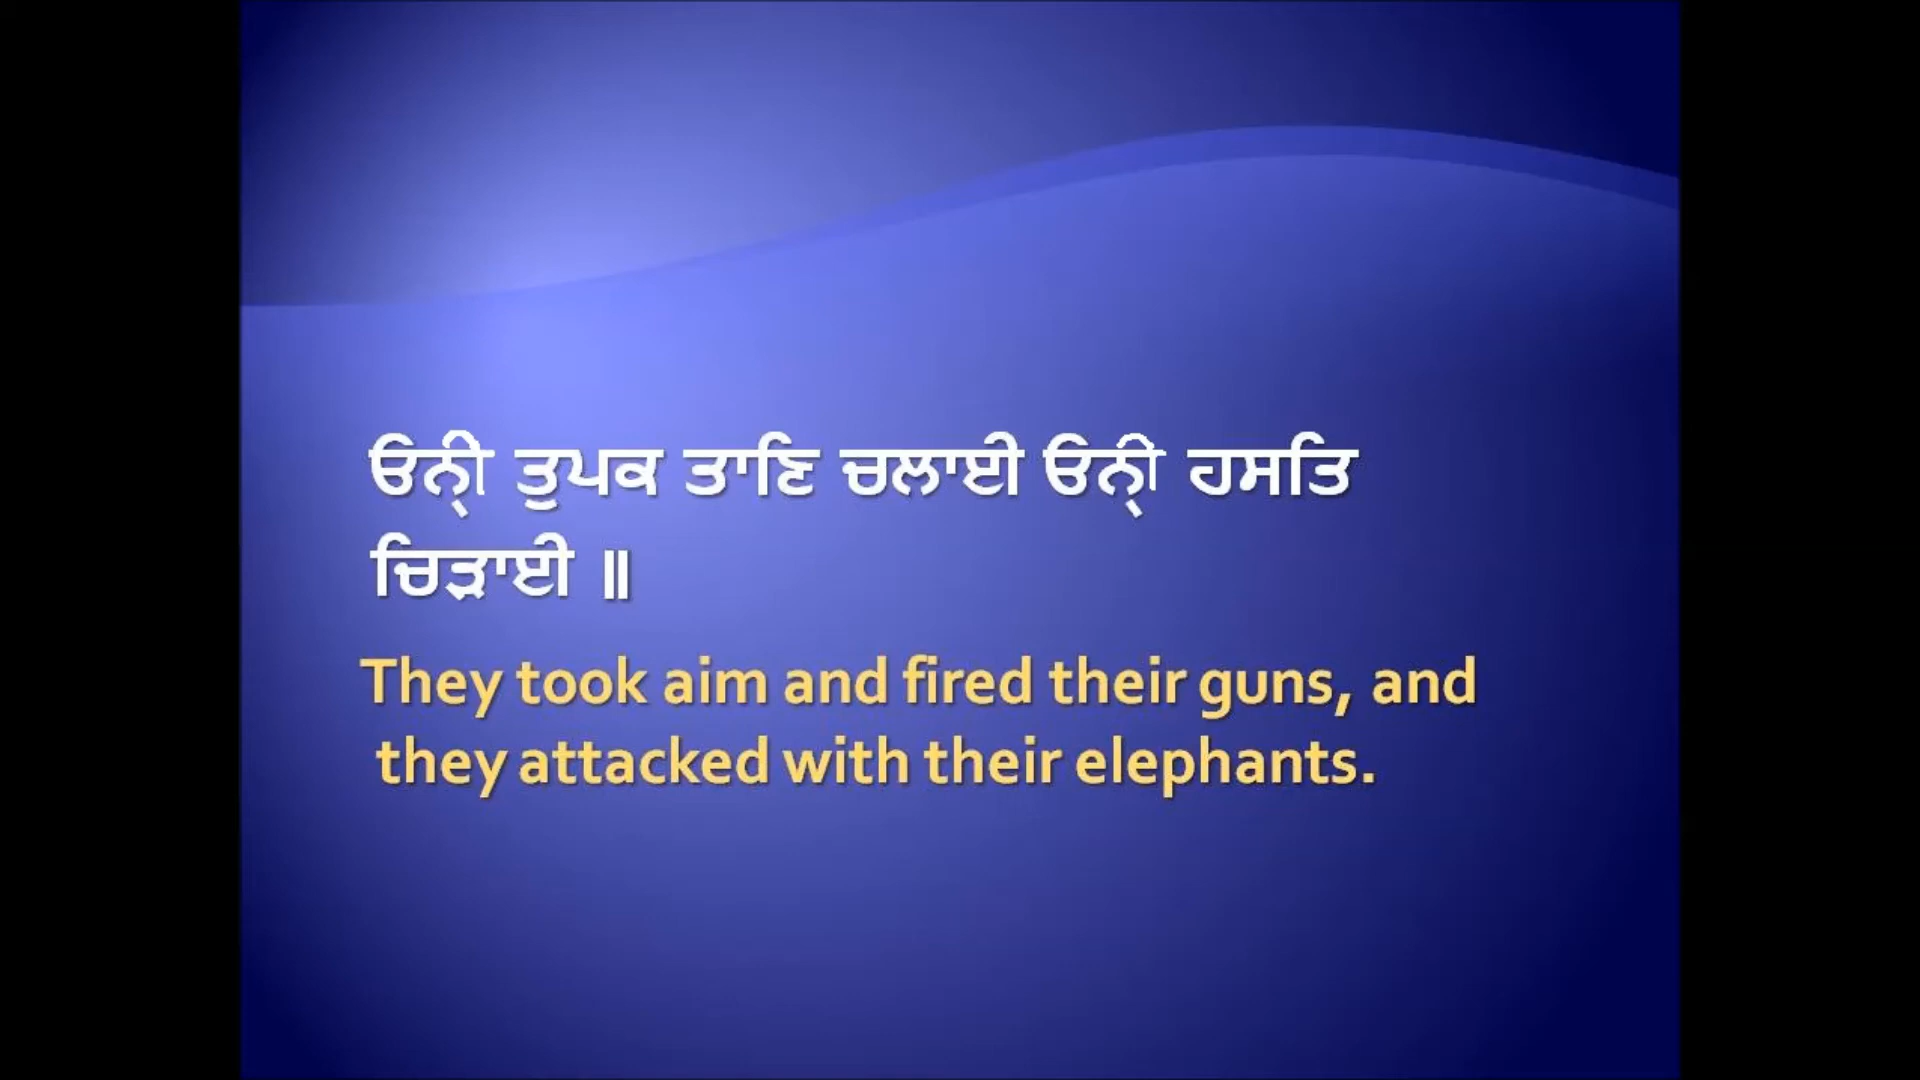 ਓਨੑੀ ਤੁਪਕ ਤਾਣਿ ਚਲਾਈ ਓਨੑੀ ਹਸਤਿ
ਚਿੜਾਈ ॥
They took aim and fired their guns, and
they attacked with their elephants.